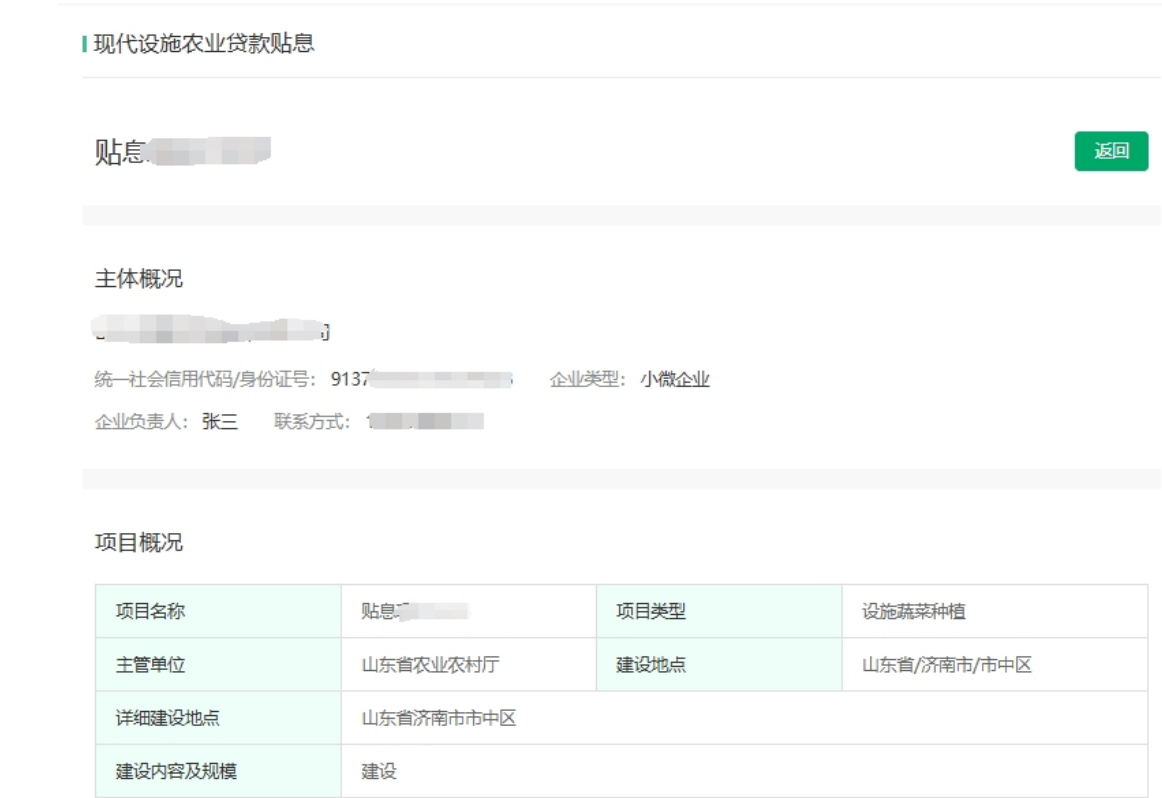 现代设施农业贷款贴息
贴息
返回
主体概况
统一社会信用代码/身份证号： 9137 企业类型： 小微企业
企业负责人： 张三 联系方式： 1
项目概况
项目名称 贴息 项目类型 设施蔬菜种植
主管单位 山东省农业农村厅 建设地点 山东省/济南市/市中区
详细建设地点 山东省济南市市中区
建设内容及规模 建设